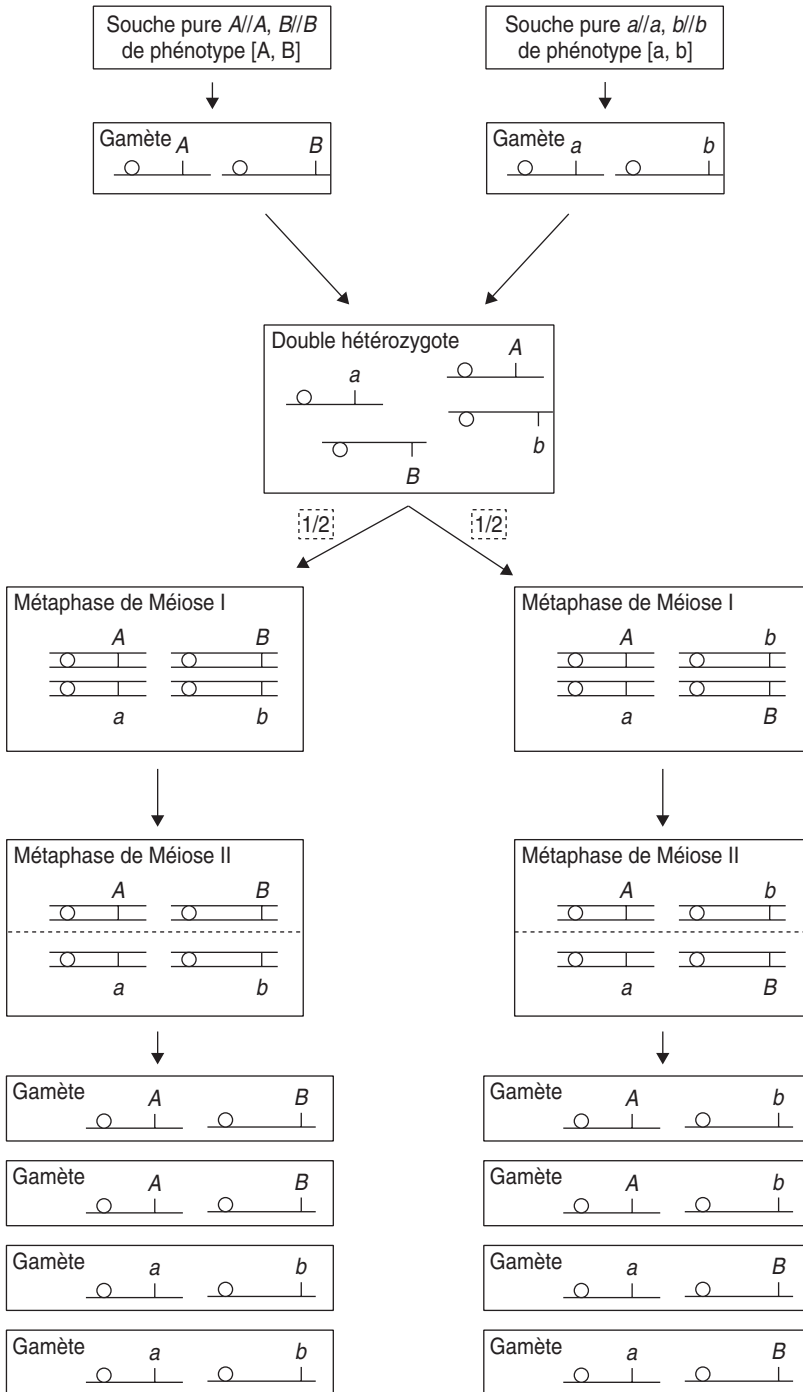 Souche pure A//A, B//B
de phénotype [A, B]
Souche pure a//a, b//b
de phénotype [a, b]
Gamète
A B
Gamète
a b
Double hétérozygote
A
a
b
B
1/2 1/2
Métaphase de Méiose I
A B
a b
Métaphase de Méiose I
A b
a B
Métaphase de Méiose II
A B
a b
Métaphase de Méiose II
A b
a B
Gamète A B
Gamète A b
Gamète A B
Gamète A b
Gamète a b
Gamète a B
Gamète a b
Gamète a B